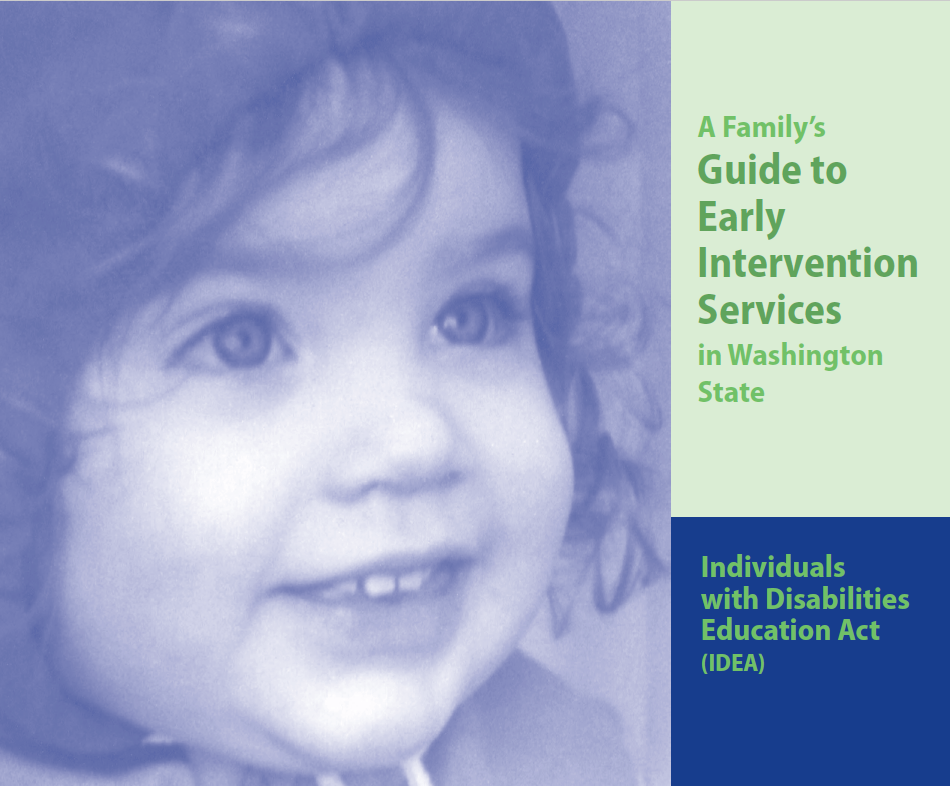 A Family’s
Guide to
Early
Intervention
Services
in Washington
State
Individuals
with Disabilities
Education Act
(IDEA)